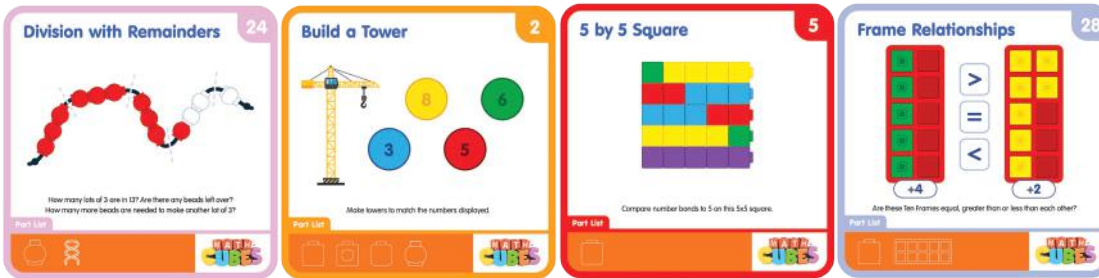 Division with Remainders
24
How many lots of 3 are in 13? Are there any beads left over?
How many more beads are needed to make another lot of 3?
Part List
MATH
CUBES
Build a Tower
2
8
6
3
5
Make towers to match the numbers displayed.
Part List
MATH
CUBES
5 by 5 Square
5
Compare number bonds to 5 on this 5x5 square.
Part List
MATH
CUBES
Frame Relationships
28
>
=
<
+4
+2
Are these Ten Frames equal, greater than or less than each other?
Part List
MATH
CUBES